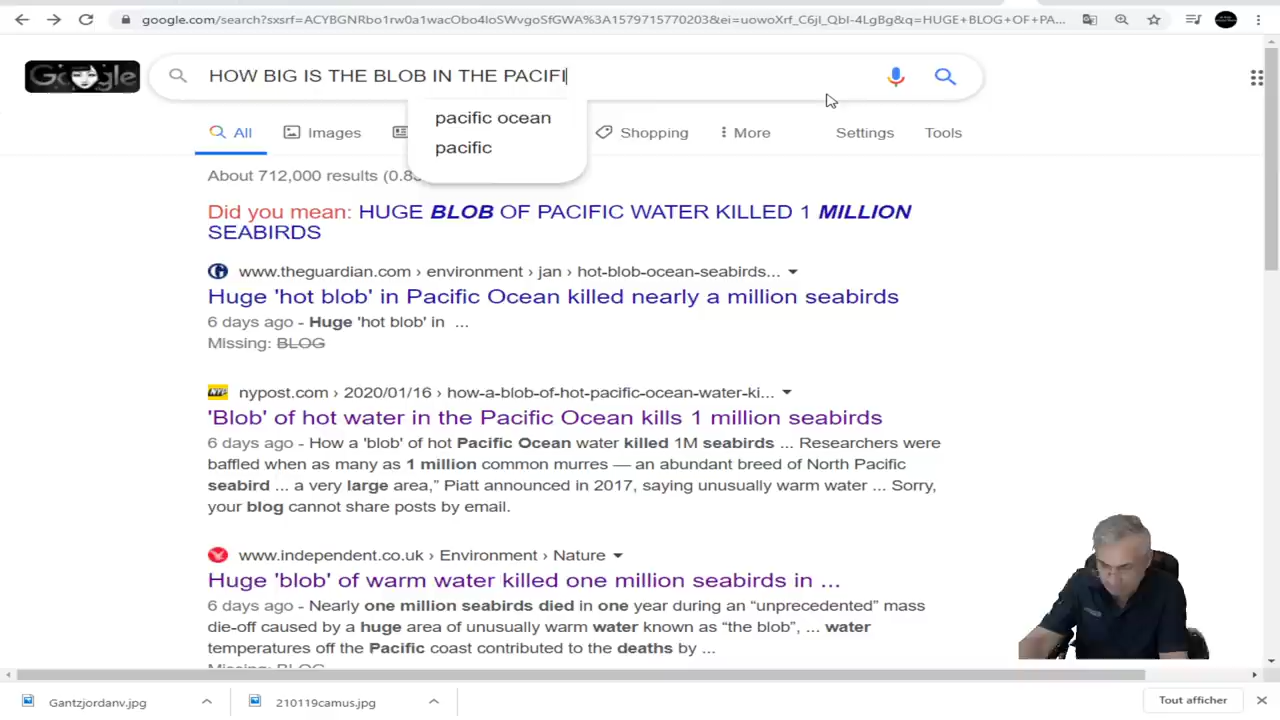 google.com/search?sxsrf=ACYBGNRbo1rw0a1wacObo4IoSWvgoSfGWA%3A1579715770203&ei=uowoXrf_C6jI_QbI-4LgBg&q=HUGE+BLOG+OF+PA...
Google HOW BIG IS THE BLOB IN THE PACIFI
pacific ocean
pacific
All Images Shopping More Settings Tools
About 712,000 results (0.8
Did you mean: HUGE BLOB OF PACIFIC WATER KILLED 1 MILLION
SEABIRDS
www.theguardian.com › environment › jan › hot-blob-ocean-seabirds...
Huge 'hot blob' in Pacific Ocean killed nearly a million seabirds
6 days ago - Huge 'hot blob' in ...
Missing: BLOG
nypost.com › 2020/01/16 › how-a-blob-of-hot-pacific-ocean-water-ki...
'Blob' of hot water in the Pacific Ocean kills 1 million seabirds
6 days ago - How a 'blob' of hot Pacific Ocean water killed 1M seabirds ... Researchers were
baffled when as many as 1 million common murres — an abundant breed of North Pacific
seabird ... a very large area,” Piatt announced in 2017, saying unusually warm water ... Sorry,
your blog cannot share posts by email.
www.independent.co.uk › Environment › Nature
Huge 'blob' of warm water killed one million seabirds in ...
6 days ago - Nearly one million seabirds died in one year during an “unprecedented” mass
die-off caused by a huge area of unusually warm water known as “the blob”, ... water
temperatures off the Pacific coast contributed to the deaths by ...
Missing: BLOG
Gantzjordanv.jpg 210119camus.jpg Tout afficher